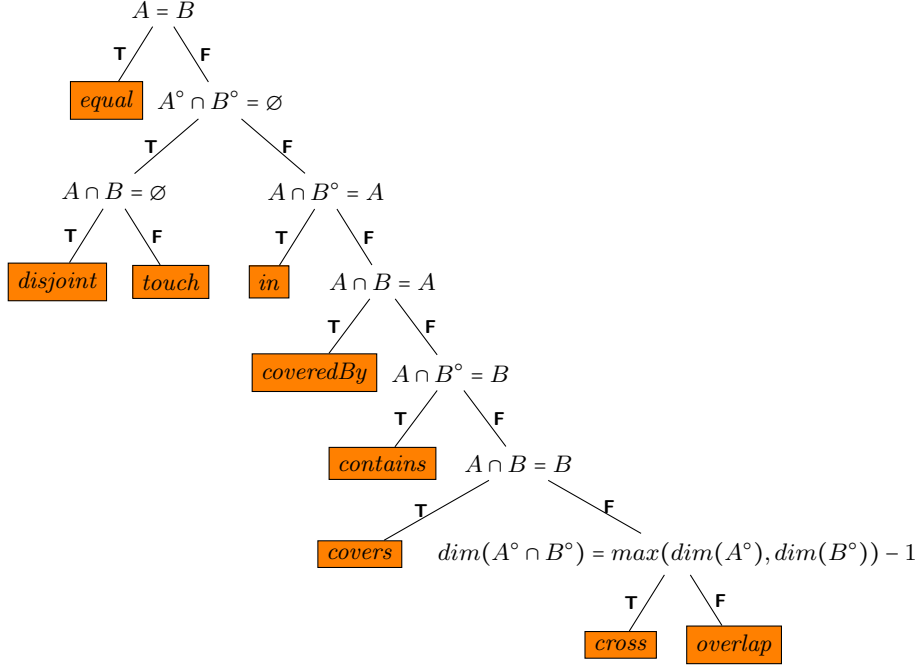 A = B
T F
equal A° ∩ B° = ∅
T F
A ∩ B = ∅ A ∩ B° = A
T F T F
disjoint touch in A ∩ B = A
T F
coveredBy A ∩ B° = B
T F
contains A ∩ B = B
T F
covers dim(A° ∩ B°) = max(dim(A°), dim(B°)) − 1
T F
cross overlap